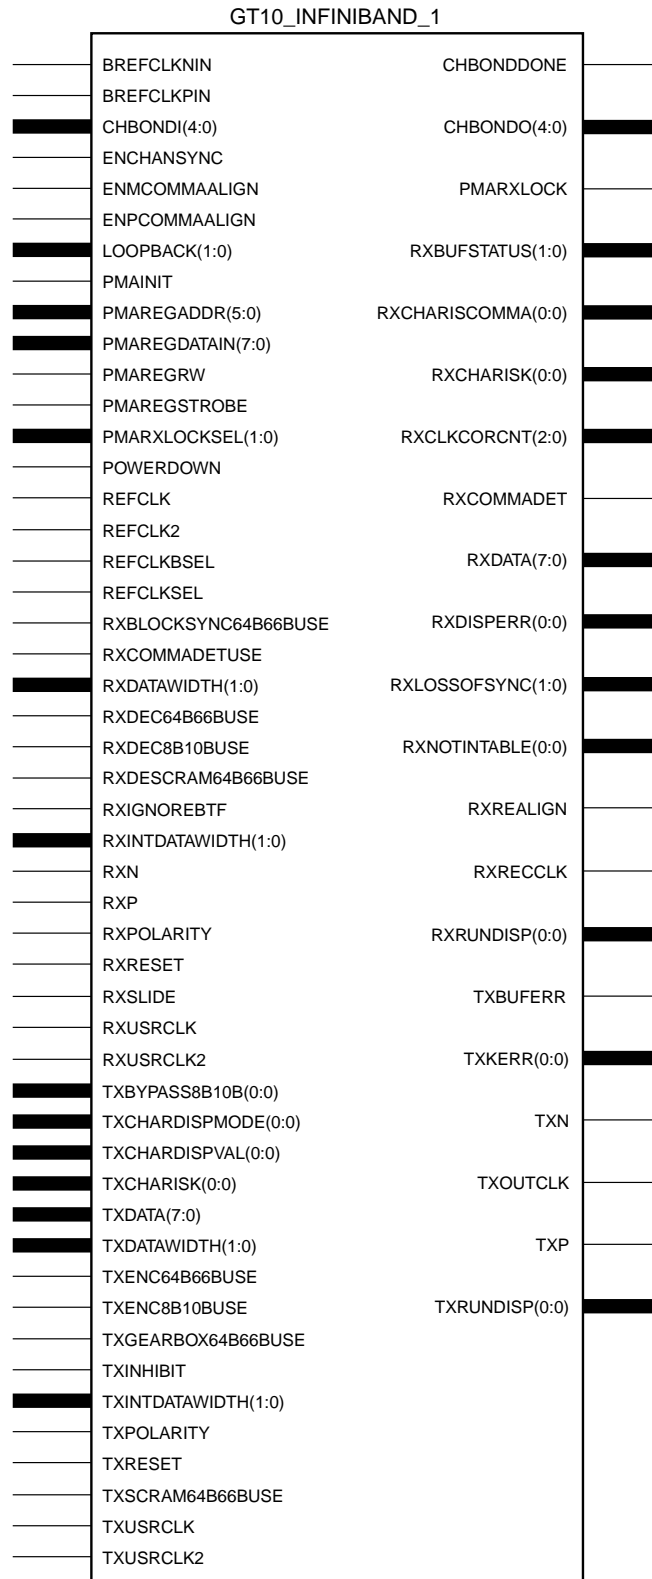 GT10_INFINIBAND_1
BREFCLKNIN CHBONDDONE
BREFCLKPIN
CHBONDI(4:0) CHBONDO(4:0)
ENCHANSYNC
ENMCOMMAALIGN PMARXLOCK
ENPCOMMAALIGN
LOOPBACK(1:0) RXBUFSTATUS(1:0)
PMAINIT
PMAREGADDR(5:0) RXCHARISCOMMA(0:0)
PMAREGDATAIN(7:0)
PMAREGRW RXCHARISK(0:0)
PMAREGSTROBE
PMARXLOCKSEL(1:0) RXCLKCORCNT(2:0)
POWERDOWN
REFCLK RXCOMMADET
REFCLK2
REFCLKBSEL RXDATA(7:0)
REFCLKSEL
RXBLOCKSYNC64B66BUSE RXDISPERR(0:0)
RXCOMMADETUSE
RXDATAWIDTH(1:0) RXLOSSOFSYNC(1:0)
RXDEC64B66BUSE
RXDEC8B10BUSE RXNOTINTABLE(0:0)
RXDESCRAM64B66BUSE
RXIGNOREBTF RXREALIGN
RXINTDATAWIDTH(1:0)
RXN RXRECCLK
RXP
RXPOLARITY RXRUNDISP(0:0)
RXRESET
RXSLIDE TXBUFERR
RXUSRCLK
RXUSRCLK2 TXKERR(0:0)
TXBYPASS8B10B(0:0)
TXCHARDISPMODE(0:0) TXN
TXCHARDISPVAL(0:0)
TXCHARISK(0:0) TXOUTCLK
TXDATA(7:0)
TXDATAWIDTH(1:0) TXP
TXENC64B66BUSE
TXENC8B10BUSE TXRUNDISP(0:0)
TXGEARBOX64B66BUSE
TXINHIBIT
TXINTDATAWIDTH(1:0)
TXPOLARITY
TXRESET
TXSCRAM64B66BUSE
TXUSRCLK
TXUSRCLK2